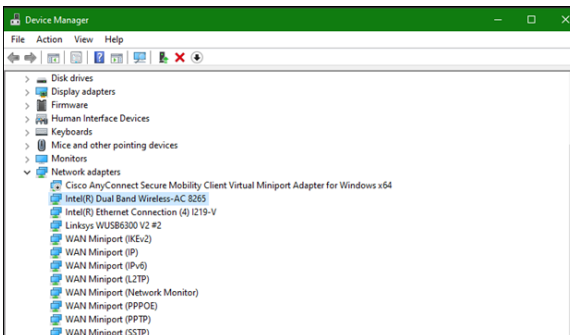 Device Manager
File Action View Help
Disk drives
Display adapters
Firmware
Human Interface Devices
Keyboards
Mice and other pointing devices
Monitors
Network adapters
Cisco AnyConnect Secure Mobility Client Virtual Miniport Adapter for Windows x64
Intel(R) Dual Band Wireless-AC 8265
Intel(R) Ethernet Connection (4) I219-V
Linksys WUSB6300 V2 #2
WAN Miniport (IKEv2)
WAN Miniport (IP)
WAN Miniport (IPv6)
WAN Miniport (L2TP)
WAN Miniport (Network Monitor)
WAN Miniport (PPPOE)
WAN Miniport (PPTP)
WAN Miniport (SSTP)